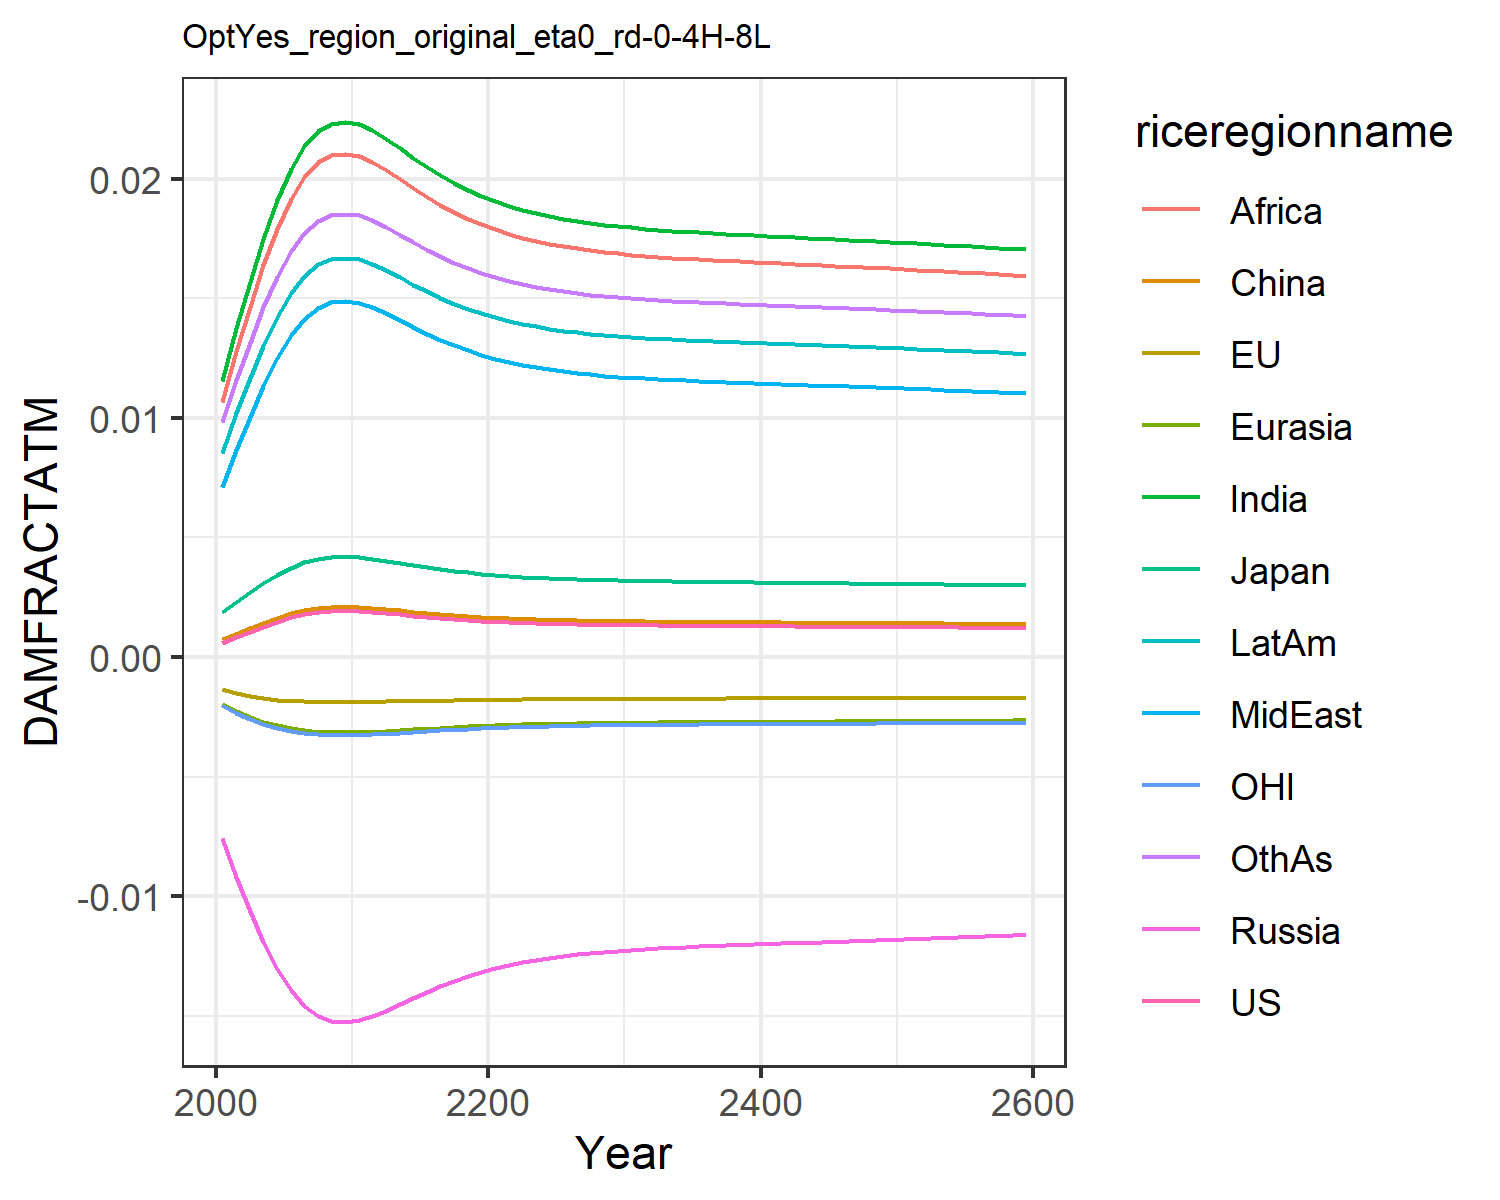 OptYes_region_original_eta0_rd-0-4H-8L
DAMFRACTATM
0.02
0.01
0.00
-0.01
2000 2200 2400 2600
Year
riceregionname
Africa
China
EU
Eurasia
India
Japan
LatAm
MidEast
OHI
OthAs
Russia
US